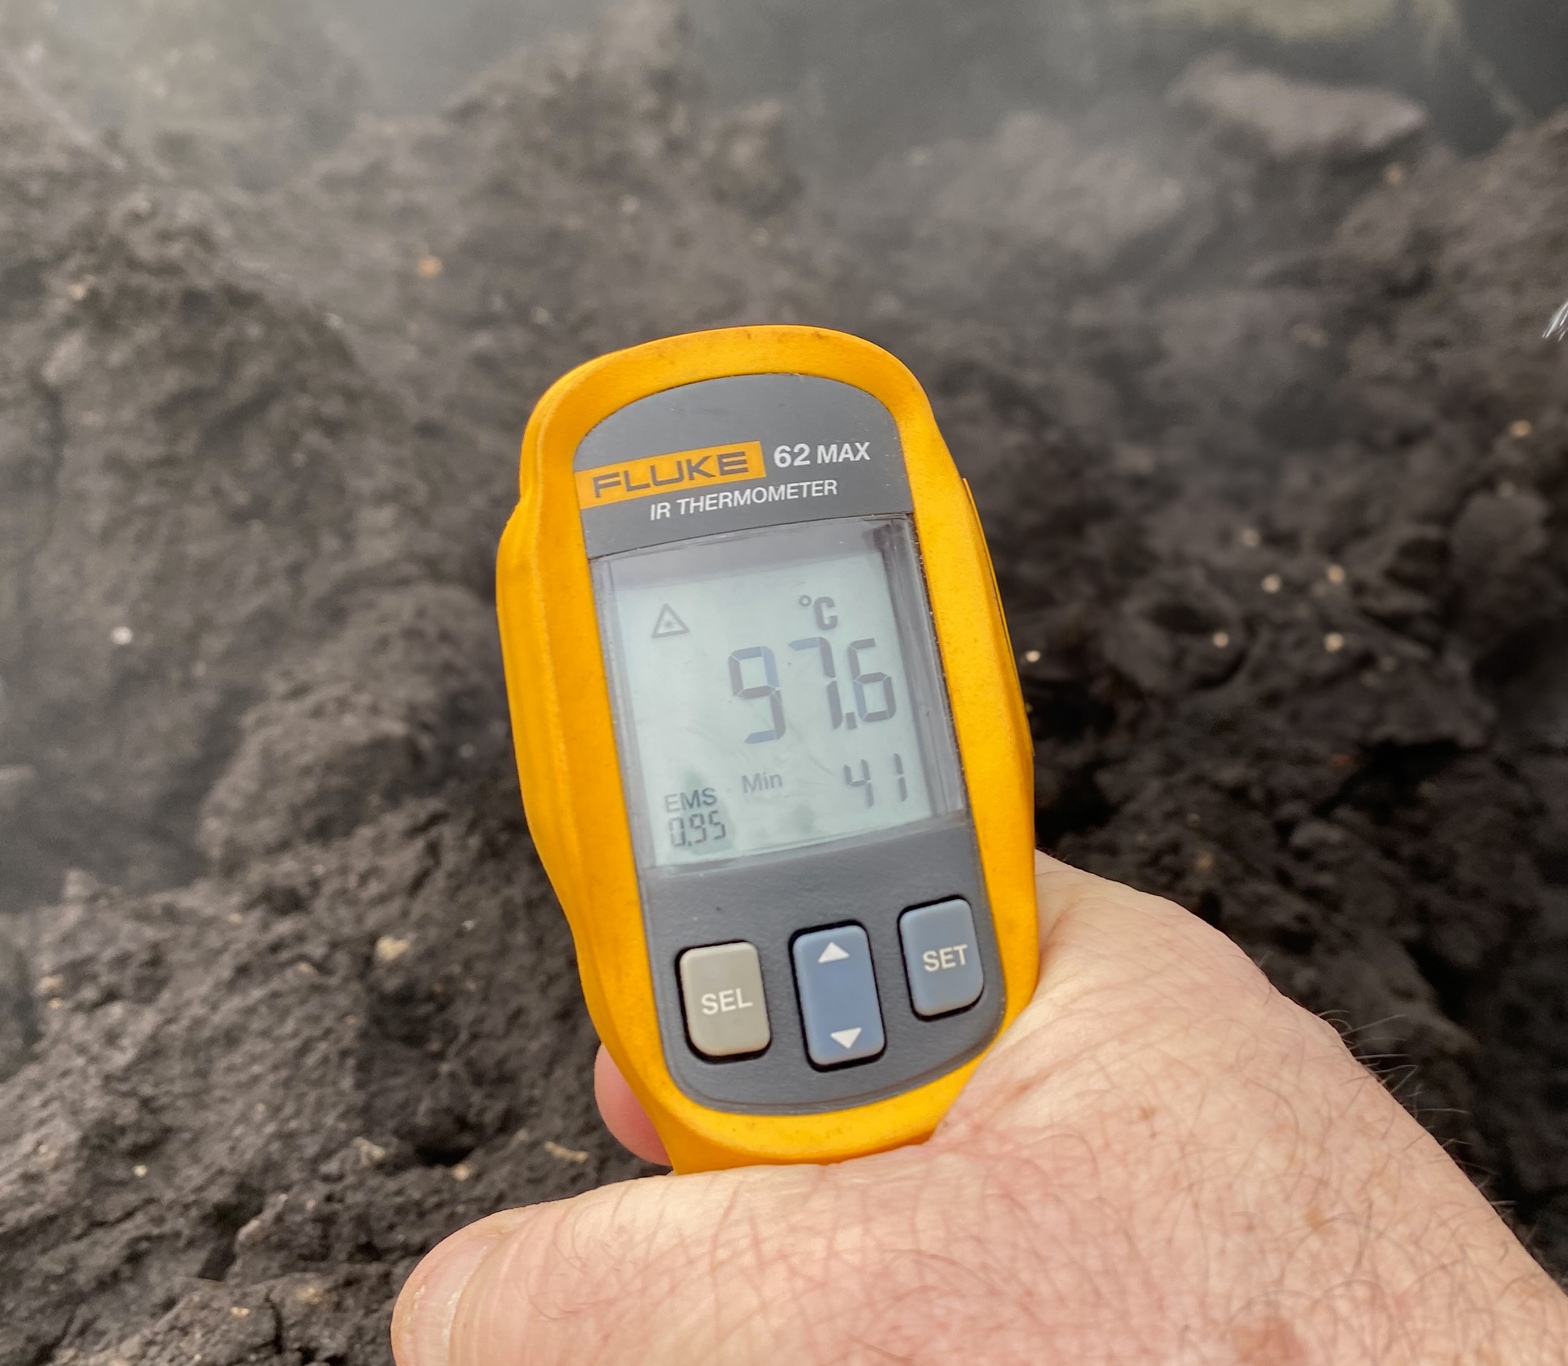 FLUKE 62 MAX
IR THERMOMETER
°C
97.6
Min 41
EMS
0.95
SEL
SET